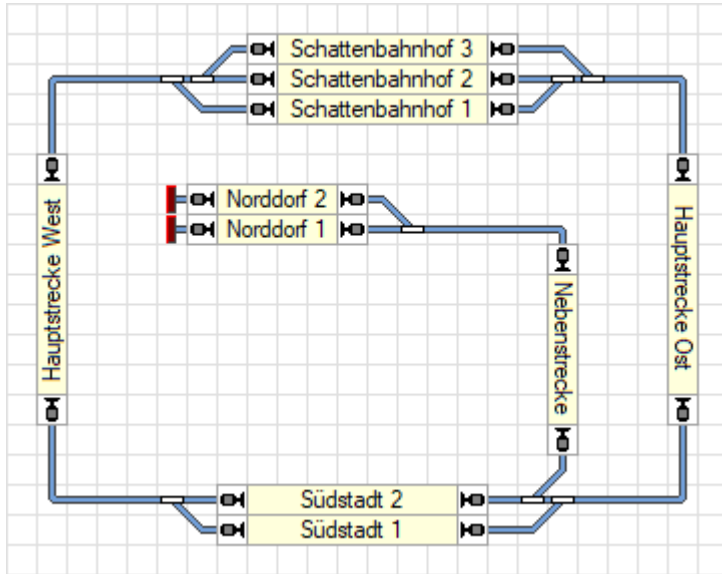 Schattenbahnhof 3
Schattenbahnhof 2
Schattenbahnhof 1
Norddorf 2
Norddorf 1
Hauptstrecke West
Nebenstrecke
Hauptstrecke Ost
Südstadt 2
Südstadt 1